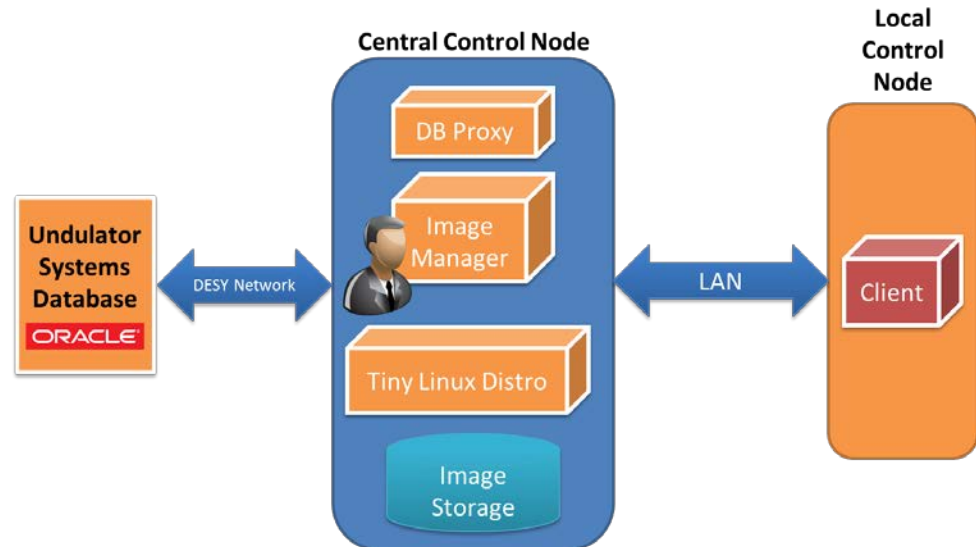 Central Control Node
Local
Control
Node
DB Proxy
Image
Manager
Undulator
Systems
Database
ORACLE
DESY Network
LAN
Client
Tiny Linux Distro
Image
Storage